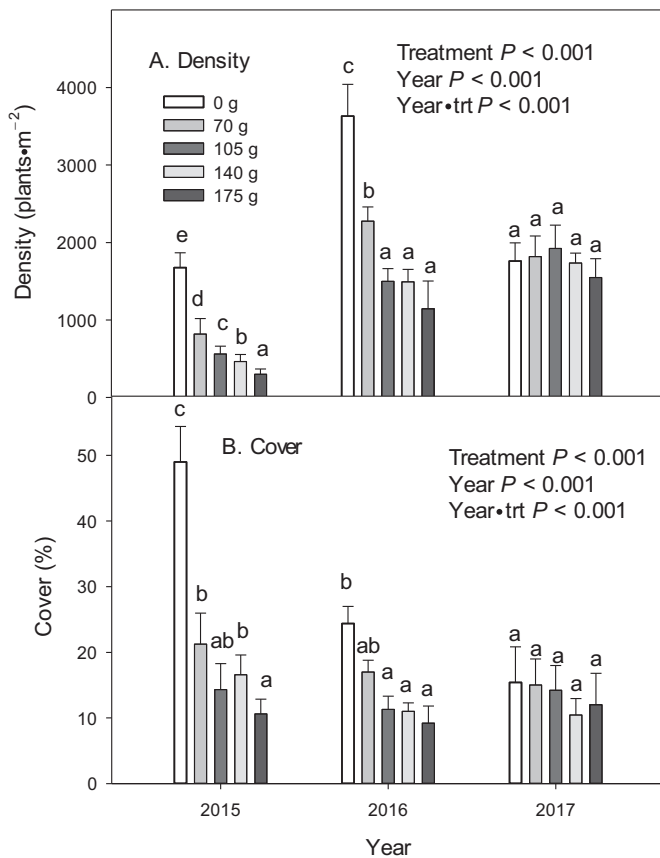 A. Density
0 g
70 g
105 g
140 g
175 g
Treatment P < 0.001
Year P < 0.001
Year•trt P < 0.001
Density (plants•m⁻²)
4000
3000
2000
1000
0
e
d
c
b
a
c
b
a
a
a
a
a
a
a
a
B. Cover
Treatment P < 0.001
Year P < 0.001
Year•trt P < 0.001
Cover (%)
50
40
30
20
10
0
c
b
ab
b
a
b
ab
a
a
a
a
a
a
a
a
2015
2016
2017
Year